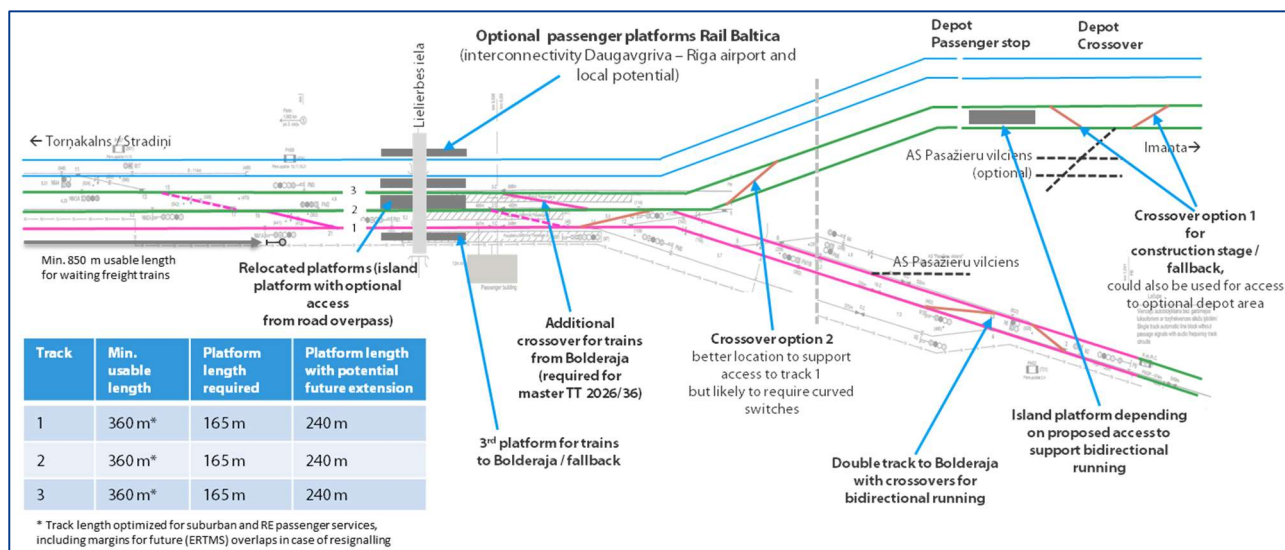 Optional passenger platforms Rail Baltica
(interconnectivity Daugavgriva – Riga airport and
local potential)
Depot
Passenger stop
Depot
Crossover
Lielierbes iela
← Torņakalns / Stradiņi
3
2
1
Min. 850 m usable length
for waiting freight trains
Relocated platforms (island
platform with optional
access
from road overpass)
Additional
crossover for trains
from Bolderaja
(required for
master TT 2026/36)
3rd platform for trains
to Bolderaja / fallback
Crossover option 2
better location to support
access to track 1
but likely to require curved
switches
AS Pasažieru vilciens
(optional)
Imanta→
AS Pasažieru vilciens
Crossover option 1
for
construction stage /
fallback,
could also be used for access
to optional depot area
Double track to Bolderaja
with crossovers for
bidirectional running
Island platform depending
on proposed access to
support bidirectional
running
Passenger building
Track Min. usable length Platform length required Platform length with potential future extension
1 360 m* 165 m 240 m
2 360 m* 165 m 240 m
3 360 m* 165 m 240 m
* Track length optimized for suburban and RE passenger services,
including margins for future (ERTMS) overlaps in case of resignalling